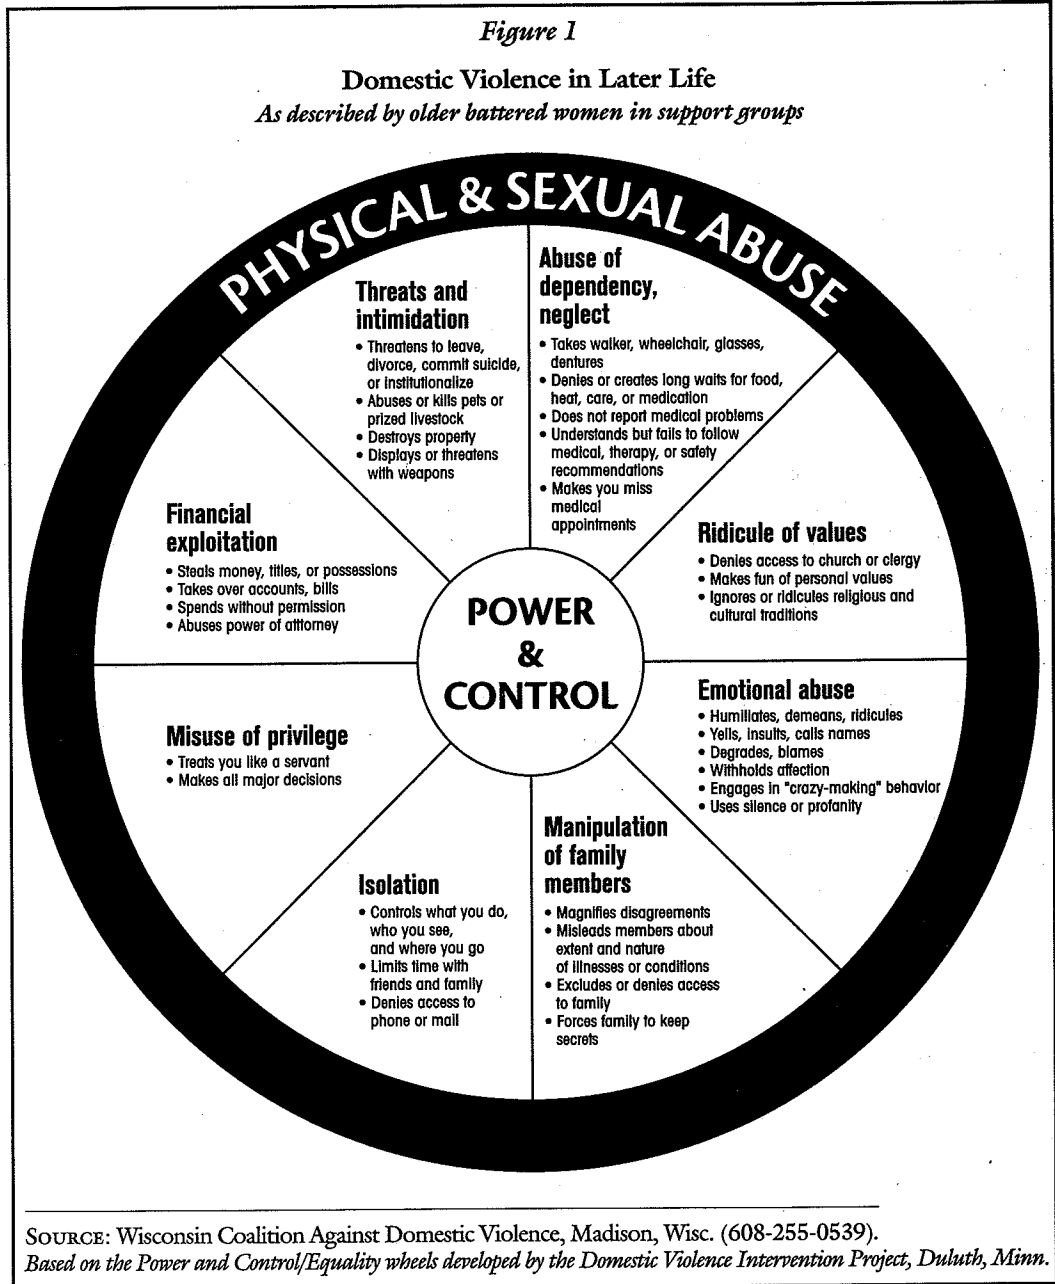 Figure 1
Domestic Violence in Later Life
As described by older battered women in support groups
PHYSICAL & SEXUAL ABUSE
Threats and
intimidation
• Threatens to leave,
divorce, commit suicide,
or institutionalize
• Abuses or kills pets or
prized livestock
• Destroys property
• Displays or threatens
with weapons
Abuse of
dependency,
neglect
• Takes walker, wheelchair, glasses,
dentures
• Denies or creates long waits for food,
heat, care, or medication
• Does not report medical problems
• Understands but fails to follow
medical, therapy, or safety
recommendations
• Makes you miss
medical
appointments
Financial
exploitation
• Steals money, titles, or possessions
• Takes over accounts, bills
• Spends without permission
• Abuses power of atttorney
Ridicule of values
• Denies access to church or clergy
• Makes fun of personal values
• Ignores or ridicules religious and
cultural traditions
POWER
&
CONTROL
Misuse of privilege
• Treats you like a servant
• Makes all major decisions
Emotional abuse
• Humiliates, demeans, ridicules
• Yells, insults, calls names
• Degrades, blames
• Withholds affection
• Engages in "crazy-making" behavior
• Uses silence or profanity
Isolation
• Controls what you do,
who you see,
and where you go
• Limits time with
friends and family
• Denies access to
phone or mail
Manipulation
of family
members
• Magnifies disagreements
• Misleads members about
extent and nature
of illnesses or conditions
• Excludes or denies access
to family
• Forces family to keep
secrets
SOURCE: Wisconsin Coalition Against Domestic Violence, Madison, Wisc. (608-255-0539).
Based on the Power and Control/Equality wheels developed by the Domestic Violence Intervention Project, Duluth, Minn.